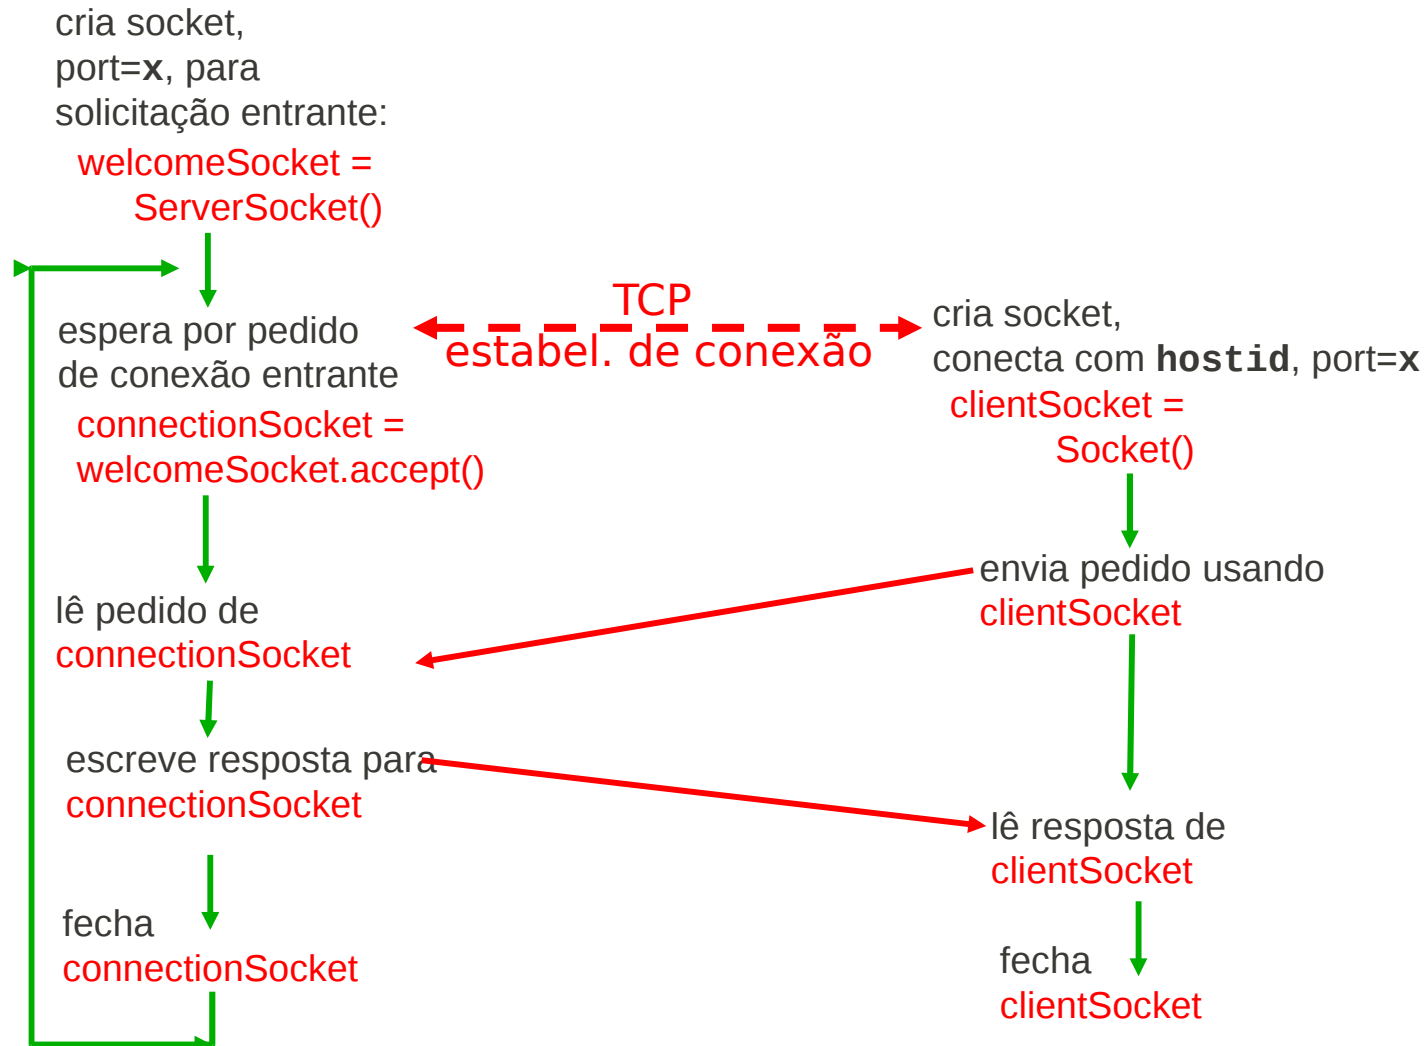 cria socket,
port=x, para
solicitação entrante:
welcomeSocket =
ServerSocket()
espera por pedido
de conexão entrante
connectionSocket =
welcomeSocket.accept()
TCP
estabel. de conexão
cria socket,
conecta com hostid, port=x
clientSocket =
Socket()
envia pedido usando
clientSocket
lê pedido de
connectionSocket
escreve resposta para
connectionSocket
lê resposta de
clientSocket
fecha
connectionSocket
fecha
clientSocket